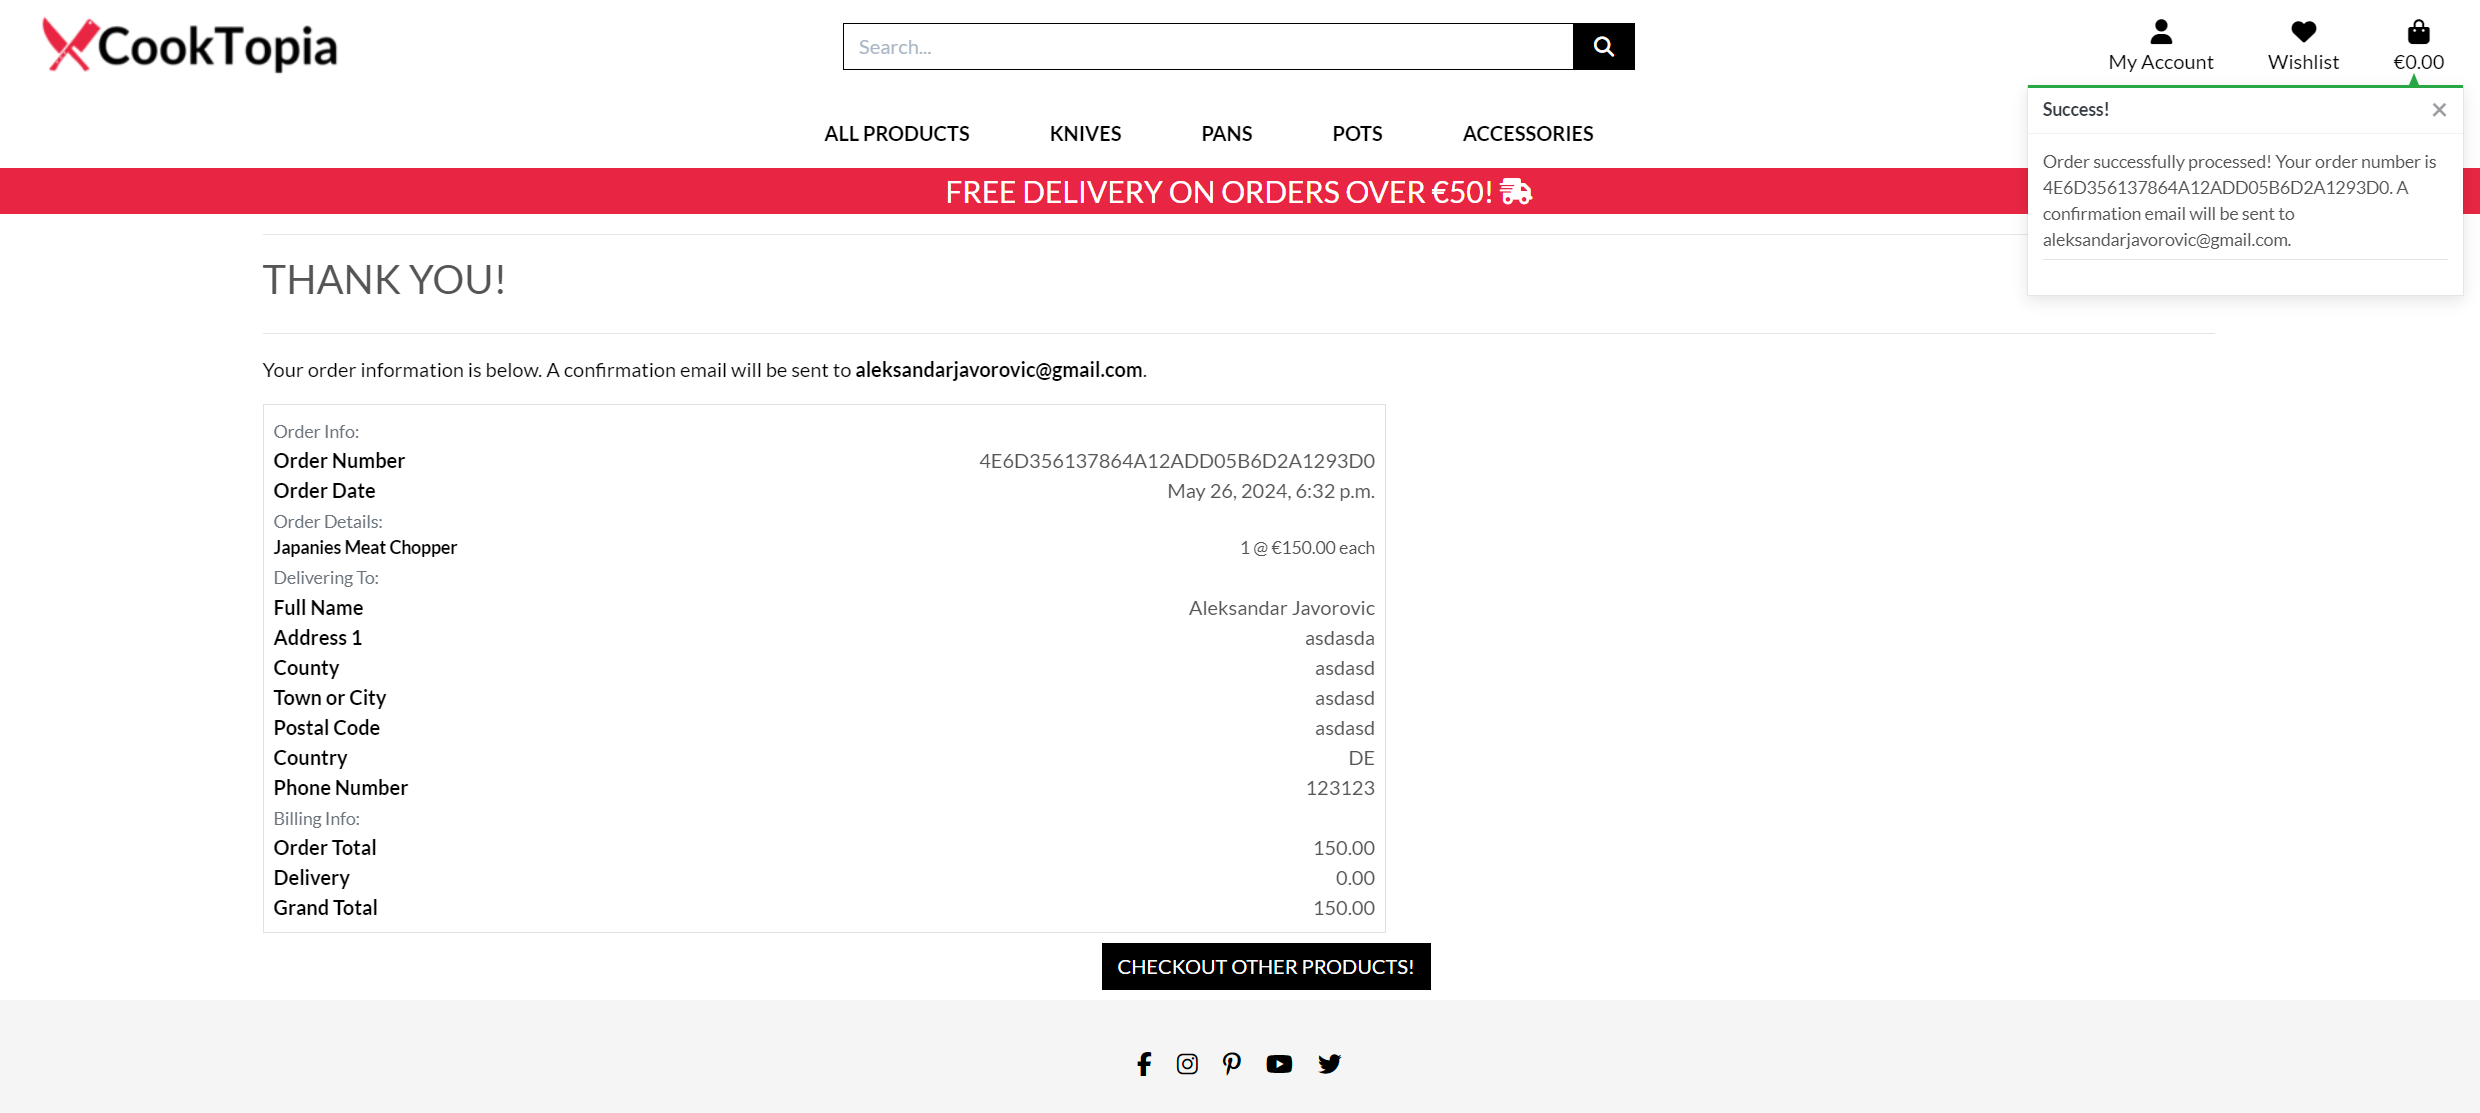 CookTopia
Search...
My Account
Wishlist
€0.00
ALL PRODUCTS KNIVES PANS POTS ACCESSORIES
FREE DELIVERY ON ORDERS OVER €50!
Success!
Order successfully processed! Your order number is
4E6D356137864A12ADD05B6D2A1293D0. A
confirmation email will be sent to
aleksandarjavorovic@gmail.com.
THANK YOU!
Your order information is below. A confirmation email will be sent to aleksandarjavorovic@gmail.com.
Order Info:
Order Number 4E6D356137864A12ADD05B6D2A1293D0
Order Date May 26, 2024, 6:32 p.m.
Order Details:
Japanies Meat Chopper 1 @ €150.00 each
Delivering To:
Full Name Aleksandar Javorovic
Address 1 asdasda
County asdasd
Town or City asdasd
Postal Code asdasd
Country DE
Phone Number 123123
Billing Info:
Order Total 150.00
Delivery 0.00
Grand Total 150.00
CHECKOUT OTHER PRODUCTS!